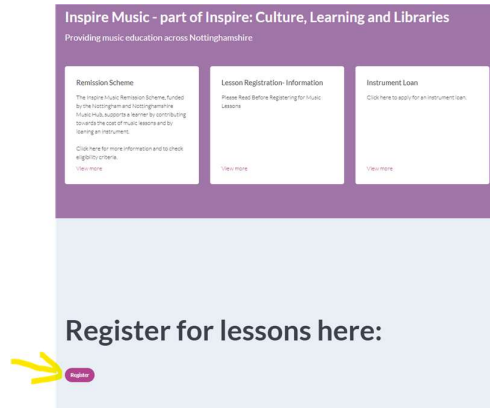 Inspire Music - part of Inspire: Culture, Learning and Libraries
Providing music education across Nottinghamshire
Remission Scheme
The Inspire Music Remission Scheme, funded
by the Nottingham and Nottinghamshire
Music Hub, supports a learner by contributing
towards the cost of music lessons and by
loaning an instrument.
Click here for more information and to check
eligibility criteria.
View more
Lesson Registration- Information
Please Read Before Registering for Music
Lessons
View more
Instrument Loan
Click here to apply for an instrument loan.
View more
Register for lessons here:
Register